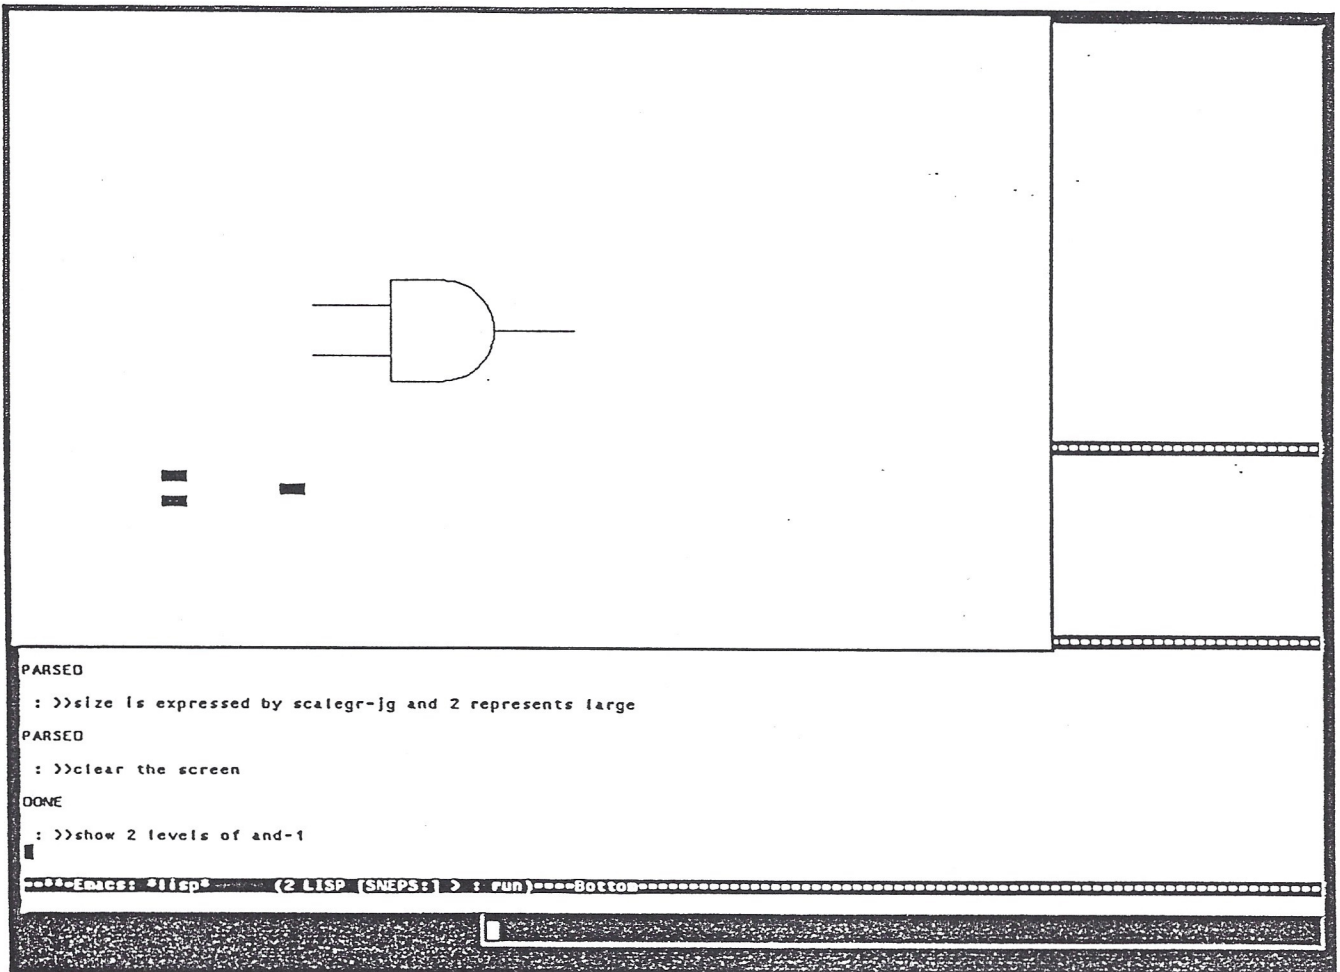 PARSED
: >>size is expressed by scalegr-jg and 2 represents large
PARSED
: >>clear the screen
DONE
: >>show 2 levels of and-1
--**-Emacs: *lisp* (2 LISP [SNEPS:] > : run)----Bottom